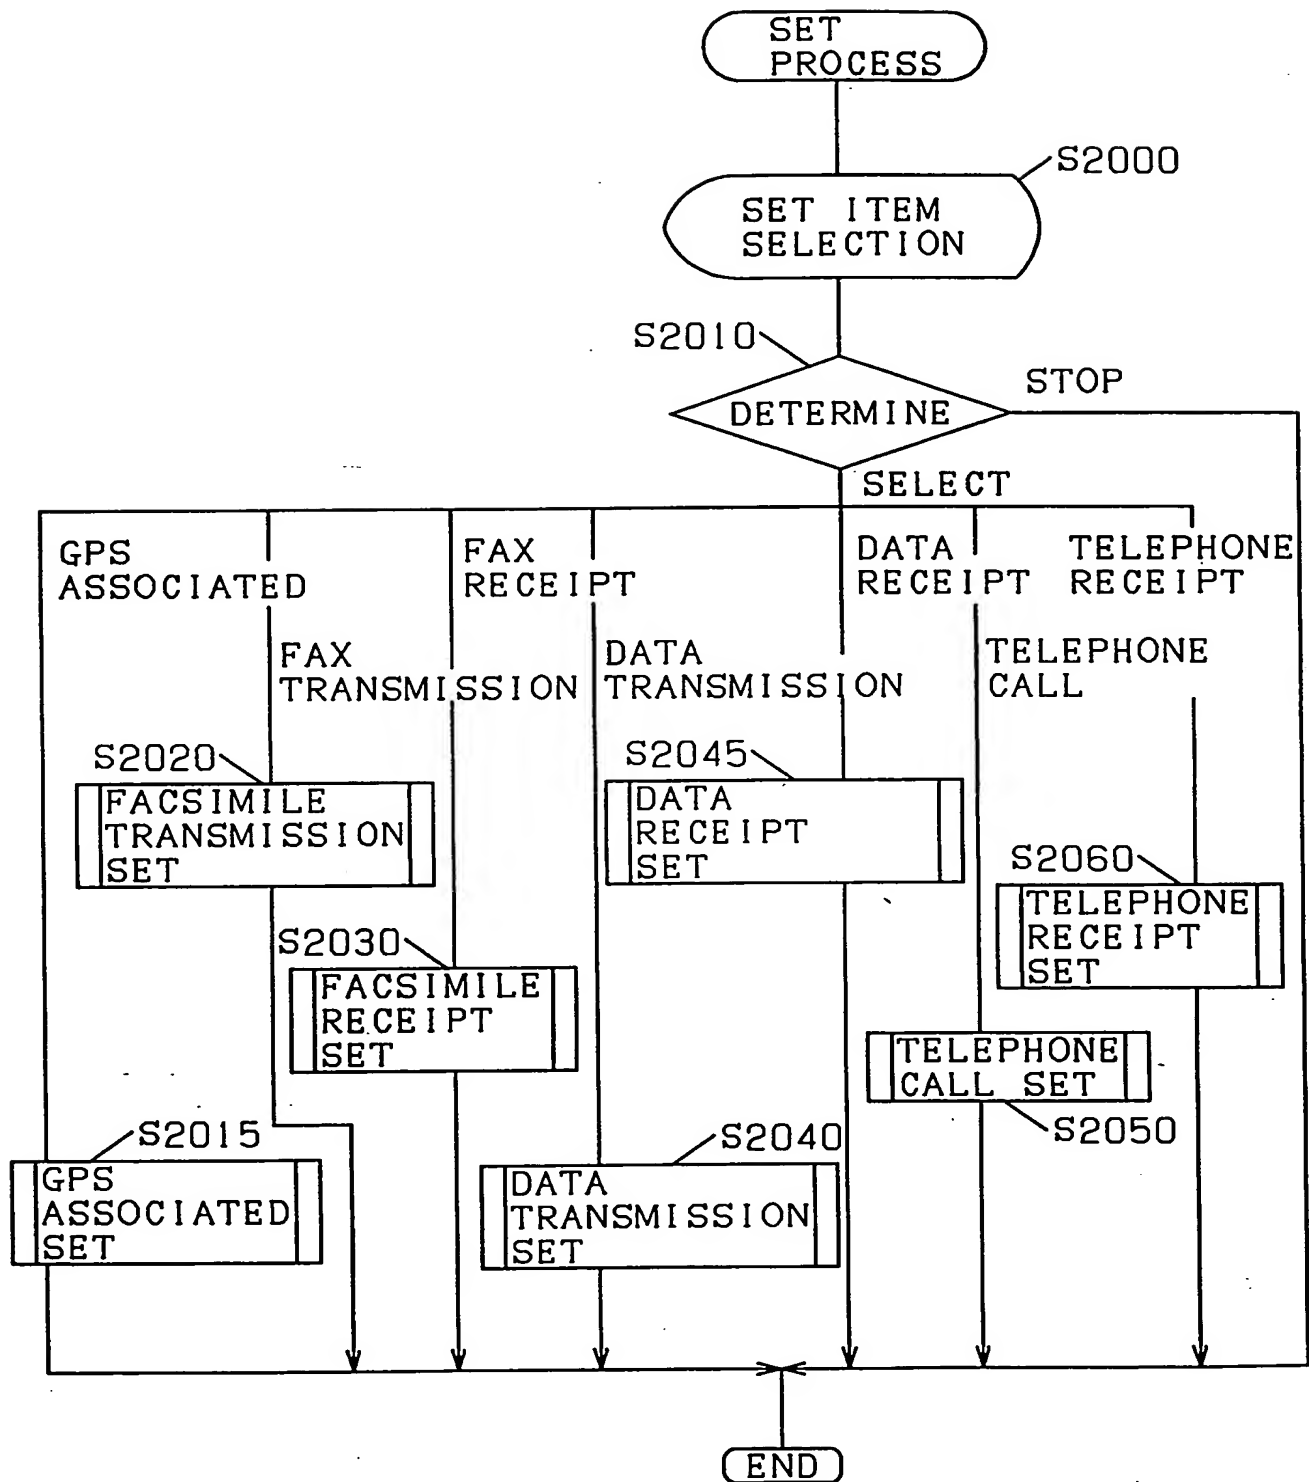 SET
PROCESS
S2000
SET ITEM
SELECTION
S2010
DETERMINE
STOP
SELECT
GPS
ASSOCIATED
FAX
RECEIPT
DATA
RECEIPT
TELEPHONE
RECEIPT
FAX
TRANSMISSION
DATA
TRANSMISSION
TELEPHONE
CALL
S2020
FACSIMILE
TRANSMISSION
SET
S2045
DATA
RECEIPT
SET
S2060
TELEPHONE
RECEIPT
SET
S2030
FACSIMILE
RECEIPT
SET
TELEPHONE
CALL SET
S2050
S2015
GPS
ASSOCIATED
SET
S2040
DATA
TRANSMISSION
SET
END